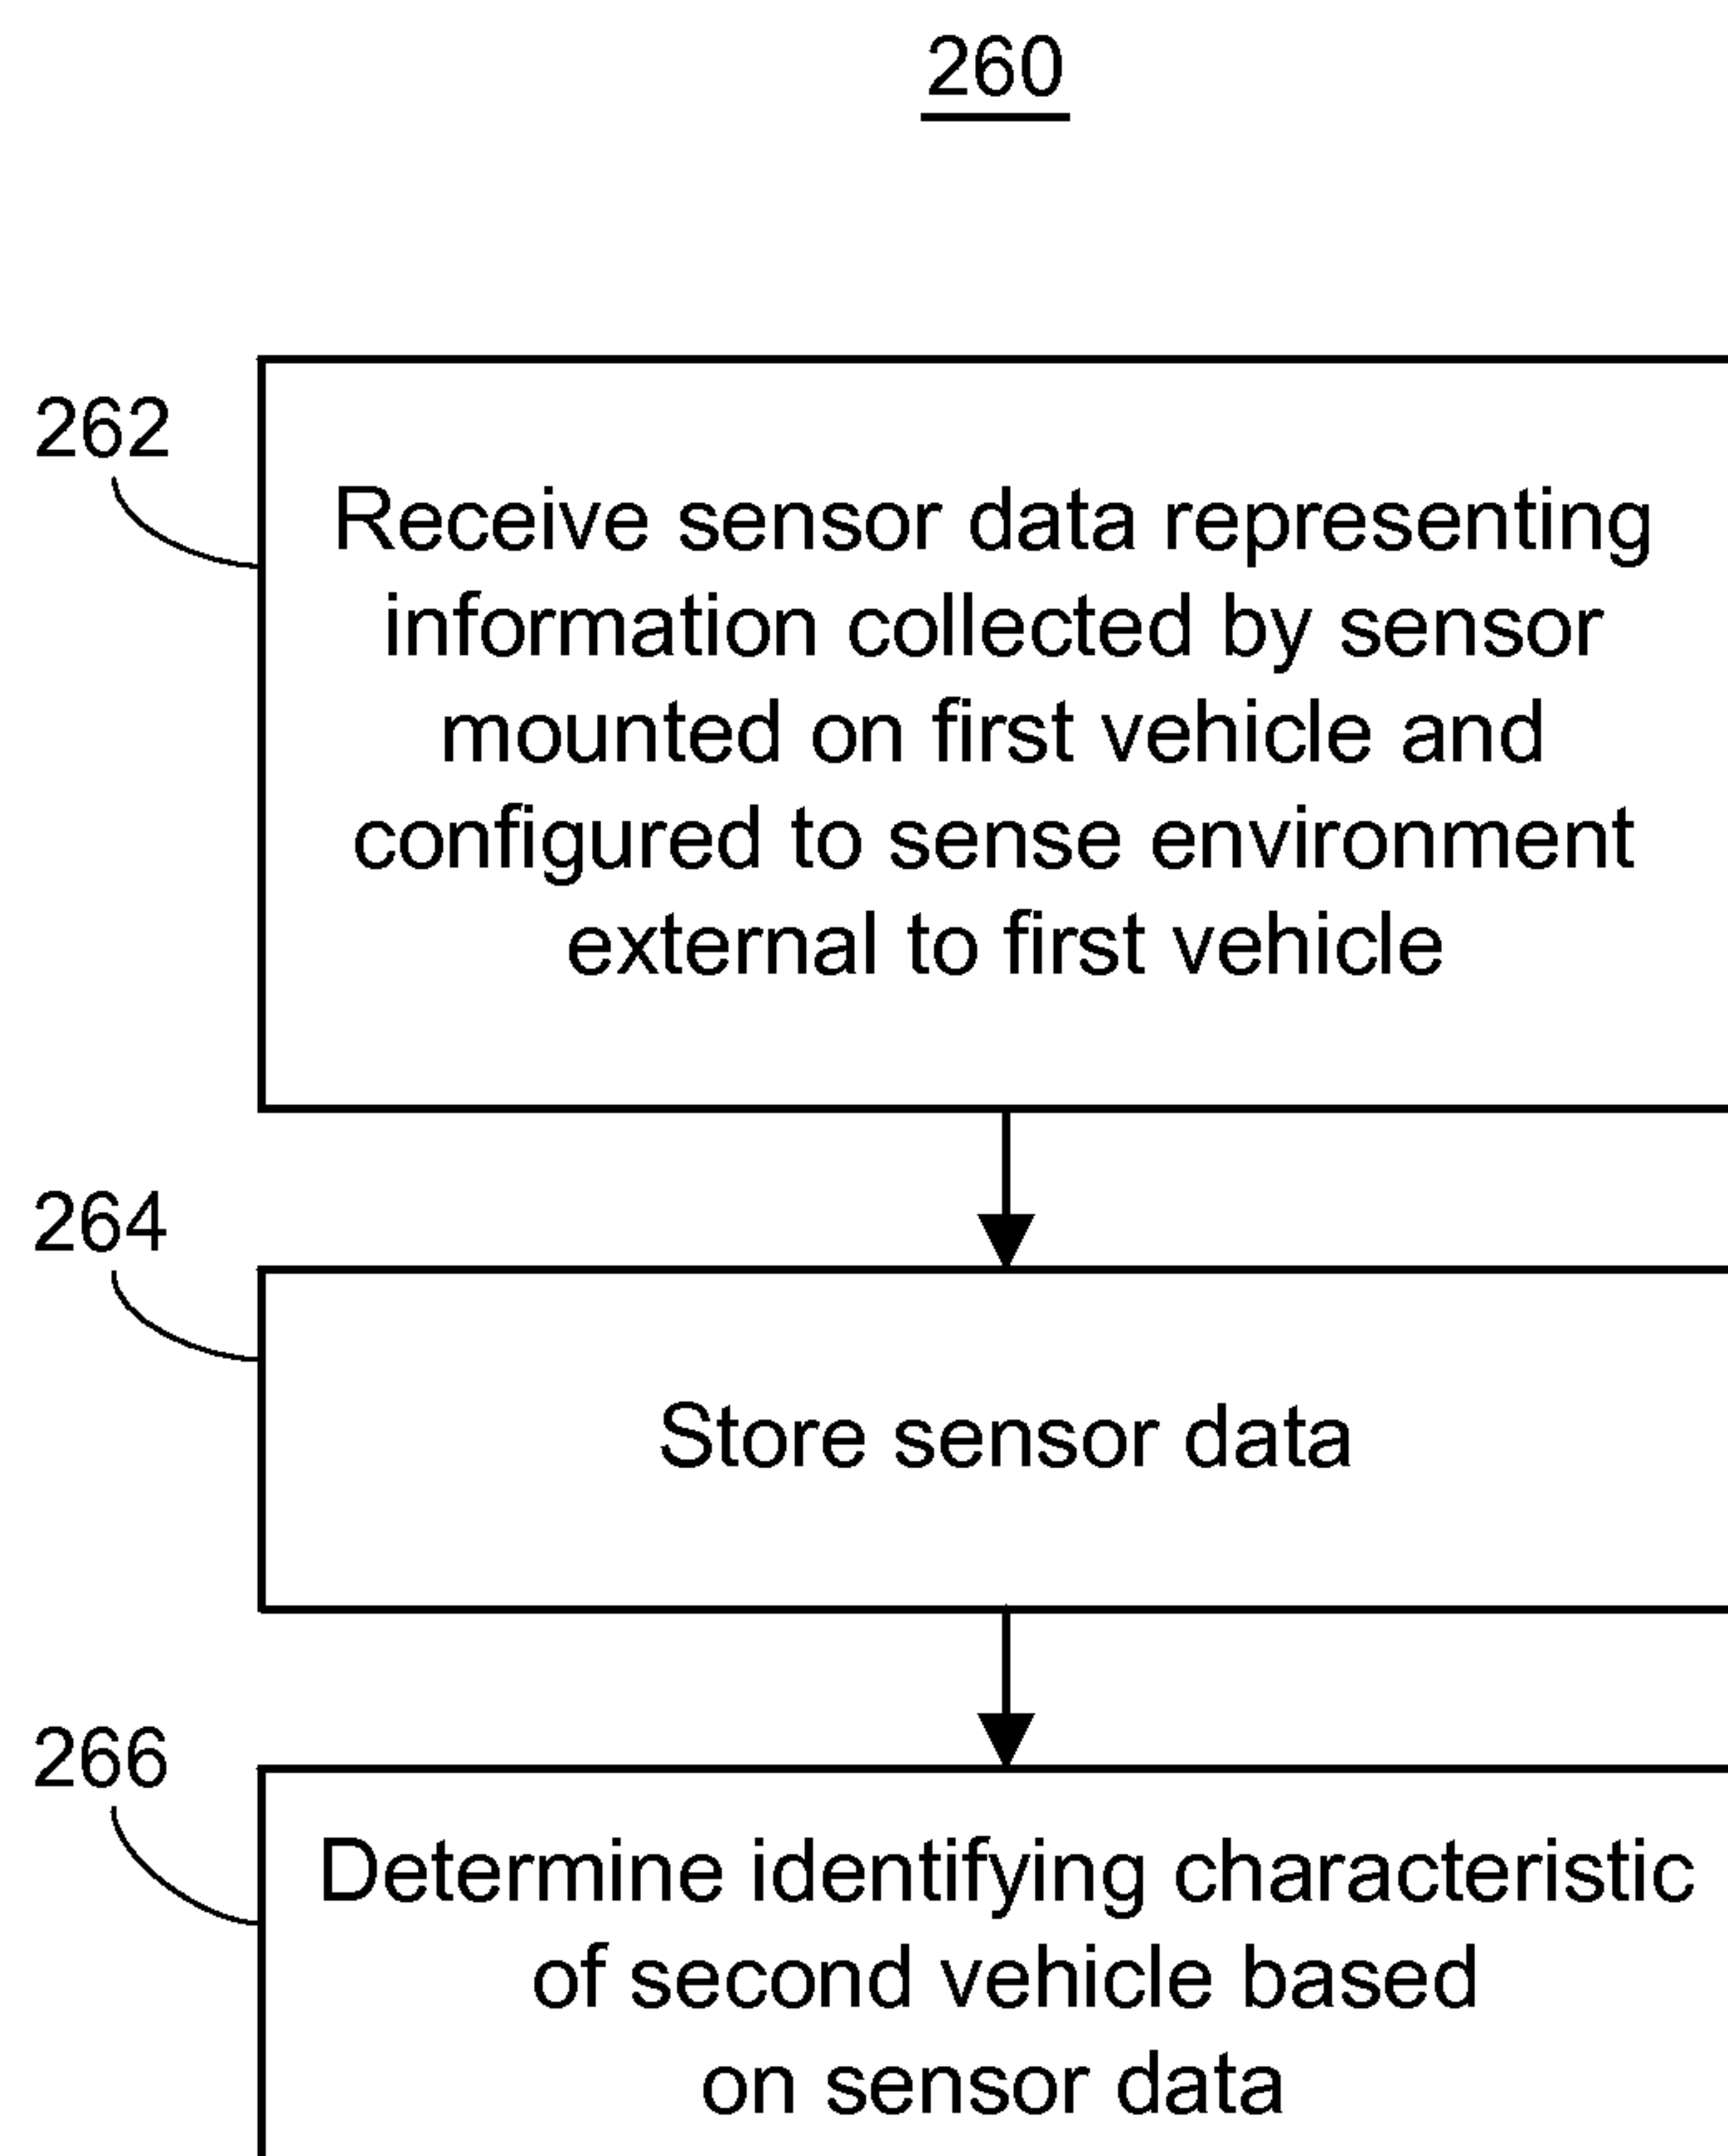 260
262
Receive sensor data representing
information collected by sensor
mounted on first vehicle and
configured to sense environment
external to first vehicle
264
Store sensor data
266
Determine identifying characteristic
of second vehicle based
on sensor data